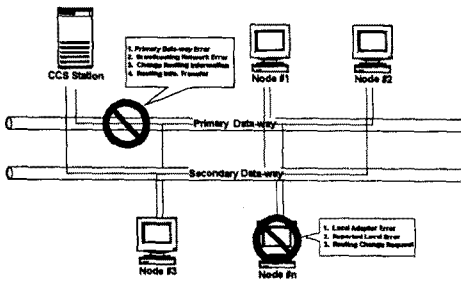 1. Primary Data-way Error
2. Broadcasting Network Error
3. Change Routing Information
4. Routing Info. Transfer
CCS Station
Node #1
Node #2
Primary Data-way
Secondary Data-way
Node #3
Node #n
1. Local Adapter Error
2. Reported Local Error
3. Routing Change Request